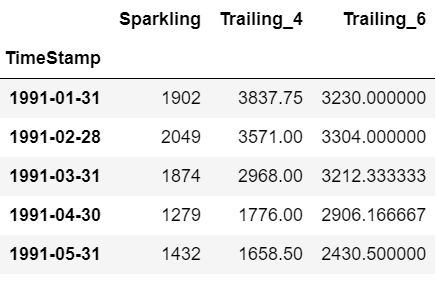 Sparkling Trailing_4 Trailing_6
TimeStamp
1991-01-31 1902 3837.75 3230.000000
1991-02-28 2049 3571.00 3304.000000
1991-03-31 1874 2968.00 3212.333333
1991-04-30 1279 1776.00 2906.166667
1991-05-31 1432 1658.50 2430.500000